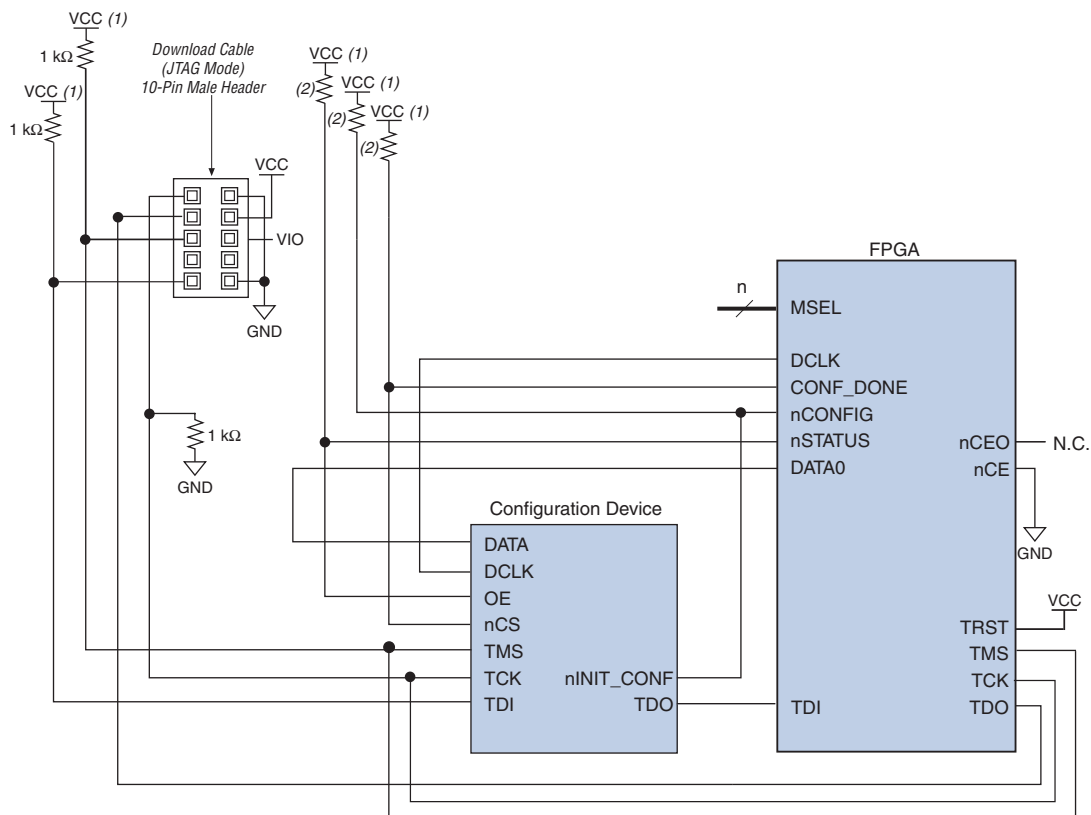 VCC (1)
1 kΩ
VCC (1)
1 kΩ
Download Cable
(JTAG Mode)
10-Pin Male Header
VCC
VIO
GND
1 kΩ
GND
VCC (1)
(2)
VCC (1)
(2)
VCC (1)
(2)
FPGA
n
MSEL
DCLK
CONF_DONE
nCONFIG
nSTATUS
DATA0
nCEO
N.C.
nCE
GND
VCC
TRST
TMS
TCK
TDO
TDI
Configuration Device
DATA
DCLK
OE
nCS
TMS
TCK
TDI
nINIT_CONF
TDO